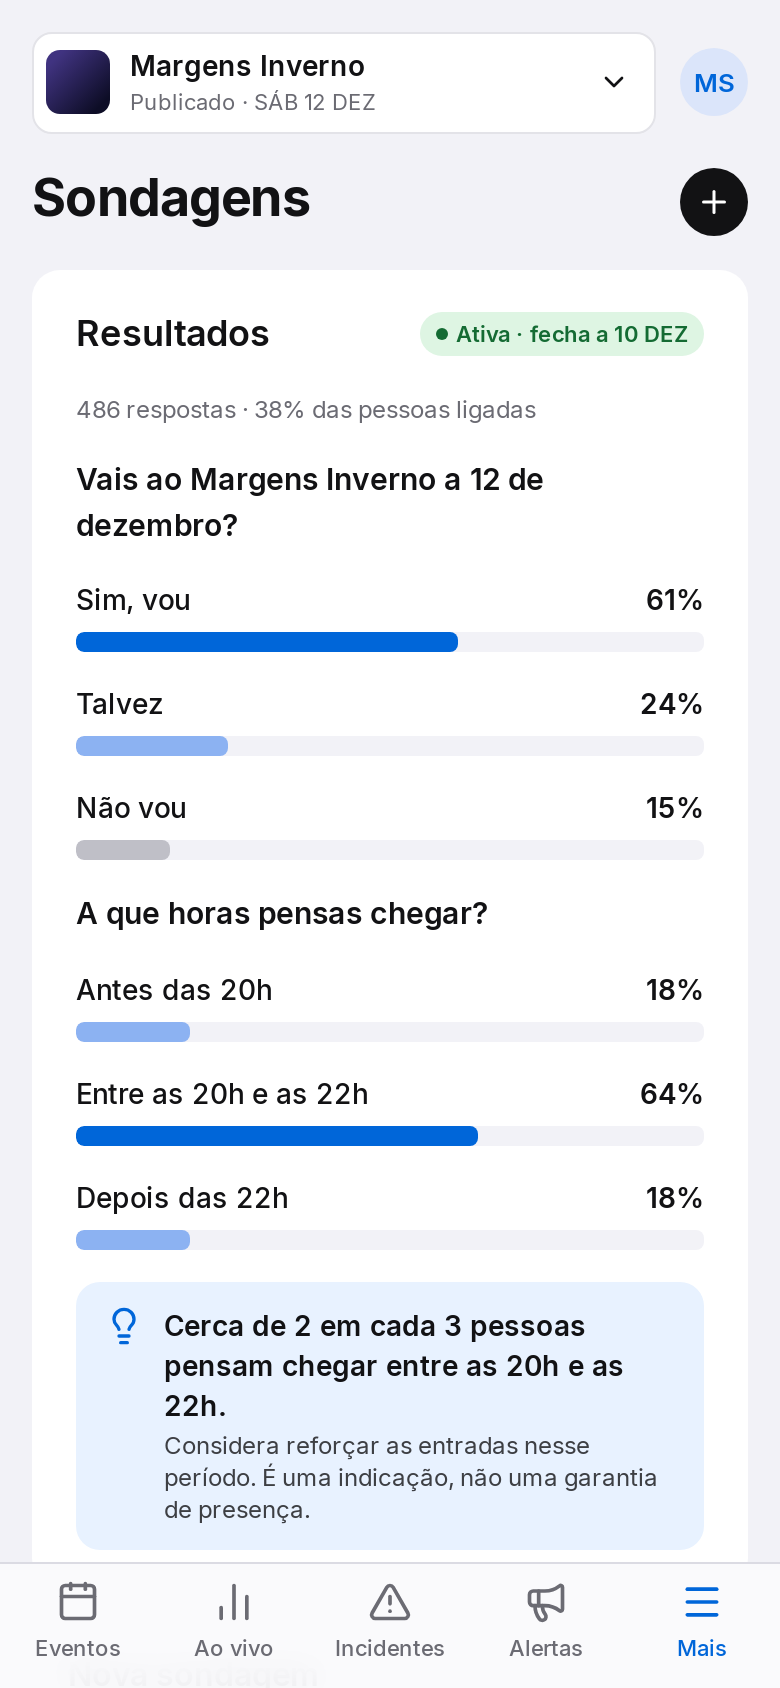 Margens Inverno
Publicado · SÁB 12 DEZ
MS
Sondagens
Resultados
Ativa · fecha a 10 DEZ
486 respostas · 38% das pessoas ligadas
Vais ao Margens Inverno a 12 de
dezembro?
Sim, vou 61%
Talvez 24%
Não vou 15%
A que horas pensas chegar?
Antes das 20h 18%
Entre as 20h e as 22h 64%
Depois das 22h 18%
Cerca de 2 em cada 3 pessoas
pensam chegar entre as 20h e as
22h.
Considera reforçar as entradas nesse
período. É uma indicação, não uma garantia
de presença.
Eventos Ao vivo Incidentes Alertas Mais
Nova sondagem